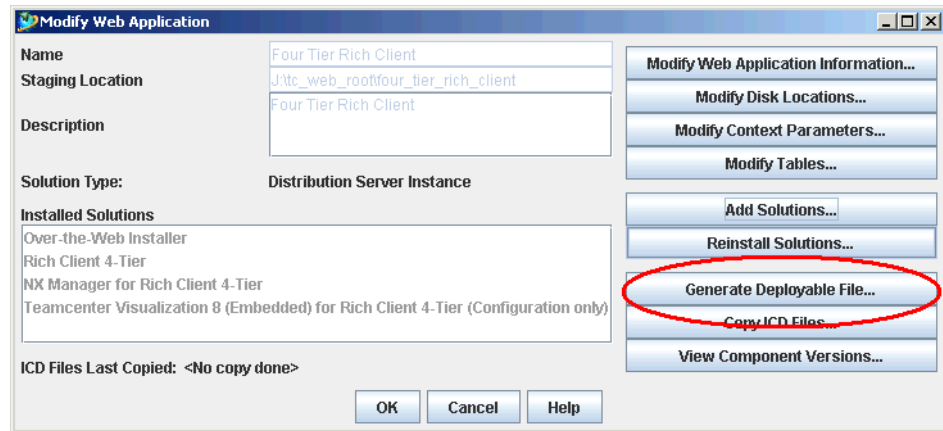 Modify Web Application
Name
Four Tier Rich Client
Staging Location
J:\tc_web_root\four_tier_rich_client
Description
Four Tier Rich Client
Solution Type:
Distribution Server Instance
Installed Solutions
Over-the-Web Installer
Rich Client 4-Tier
NX Manager for Rich Client 4-Tier
Teamcenter Visualization 8 (Embedded) for Rich Client 4-Tier (Configuration only)
ICD Files Last Copied: <No copy done>
Modify Web Application Information...
Modify Disk Locations...
Modify Context Parameters...
Modify Tables...
Add Solutions...
Reinstall Solutions...
Generate Deployable File...
Copy ICD Files...
View Component Versions...
OK
Cancel
Help